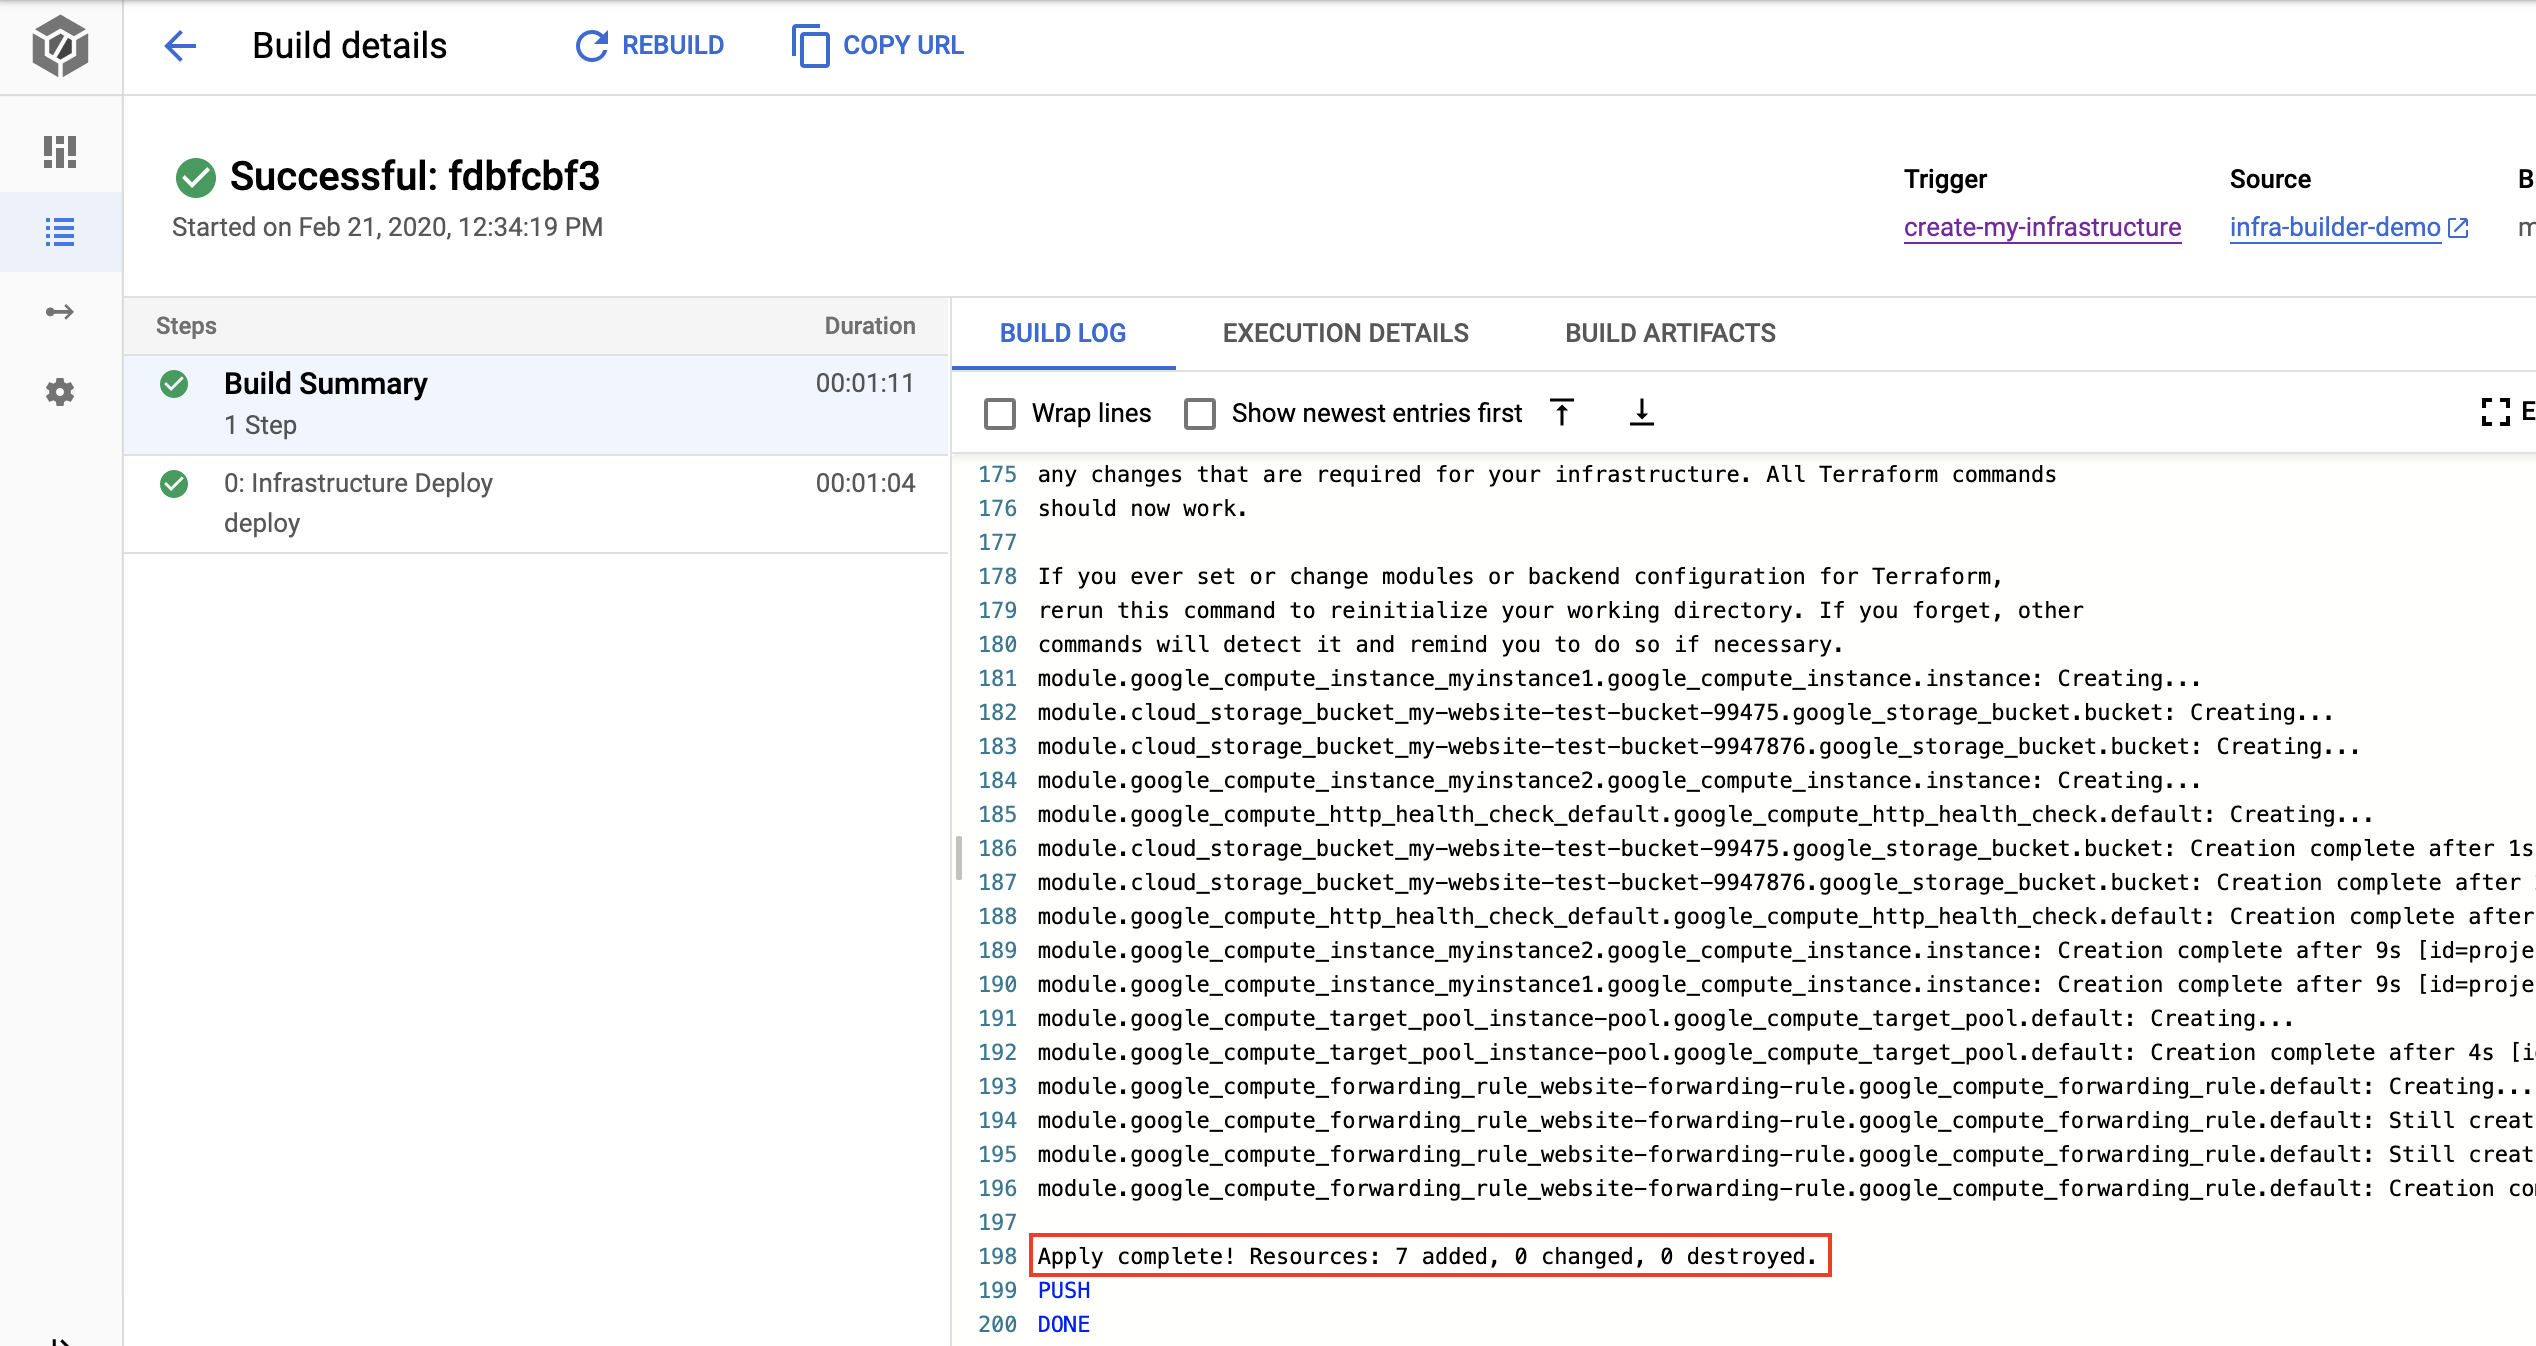 Build details
REBUILD
COPY URL
Successful: fdbfcbf3
Started on Feb 21, 2020, 12:34:19 PM
Trigger
create-my-infrastructure
Source
infra-builder-demo
Steps Duration
Build Summary 00:01:11
1 Step
0: Infrastructure Deploy 00:01:04
deploy
BUILD LOG EXECUTION DETAILS BUILD ARTIFACTS
Wrap lines Show newest entries first
175 any changes that are required for your infrastructure. All Terraform commands
176 should now work.
177
178 If you ever set or change modules or backend configuration for Terraform,
179 rerun this command to reinitialize your working directory. If you forget, other
180 commands will detect it and remind you to do so if necessary.
181 module.google_compute_instance_myinstance1.google_compute_instance.instance: Creating...
182 module.cloud_storage_bucket_my-website-test-bucket-99475.google_storage_bucket.bucket: Creating...
183 module.cloud_storage_bucket_my-website-test-bucket-9947876.google_storage_bucket.bucket: Creating...
184 module.google_compute_instance_myinstance2.google_compute_instance.instance: Creating...
185 module.google_compute_http_health_check_default.google_compute_http_health_check.default: Creating...
186 module.cloud_storage_bucket_my-website-test-bucket-99475.google_storage_bucket.bucket: Creation complete after 1s
187 module.cloud_storage_bucket_my-website-test-bucket-9947876.google_storage_bucket.bucket: Creation complete after
188 module.google_compute_http_health_check_default.google_compute_http_health_check.default: Creation complete after
189 module.google_compute_instance_myinstance2.google_compute_instance.instance: Creation complete after 9s [id=proje
190 module.google_compute_instance_myinstance1.google_compute_instance.instance: Creation complete after 9s [id=proje
191 module.google_compute_target_pool_instance-pool.google_compute_target_pool.default: Creating...
192 module.google_compute_target_pool_instance-pool.google_compute_target_pool.default: Creation complete after 4s [i
193 module.google_compute_forwarding_rule_website-forwarding-rule.google_compute_forwarding_rule.default: Creating...
194 module.google_compute_forwarding_rule_website-forwarding-rule.google_compute_forwarding_rule.default: Still creat
195 module.google_compute_forwarding_rule_website-forwarding-rule.google_compute_forwarding_rule.default: Still creat
196 module.google_compute_forwarding_rule_website-forwarding-rule.google_compute_forwarding_rule.default: Creation co
197
198 Apply complete! Resources: 7 added, 0 changed, 0 destroyed.
199 PUSH
200 DONE